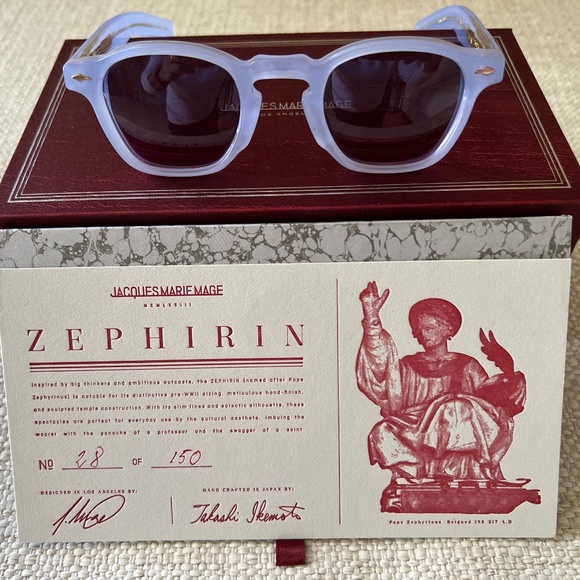 JACQUES MARIE MAGE
LOS ANGELES
JACQUESMARIEMAGE
MCMLXXIII
ZEPHIRIN
Inspired by big thinkers and ambitious outcasts, the ZEPHIRIN (named after Pope
Zephyrinus) is notable for its distinctive pre-WWII sizing, meticulous hand-finish,
and sculpted temple construction. With its slim lines and eclectic silhouette, these
spectacles are perfect for everyday use by the cultural aesthete, imbuing the
wearer with the panache of a professor and the swagger of a saint
No 28 OF 150
DESIGNED IN LOS ANGELES BY:
HAND CRAFTED IN JAPAN BY:
Takashi Ikemoto
Pope Zephyrinus Reigned 198 217 A.D